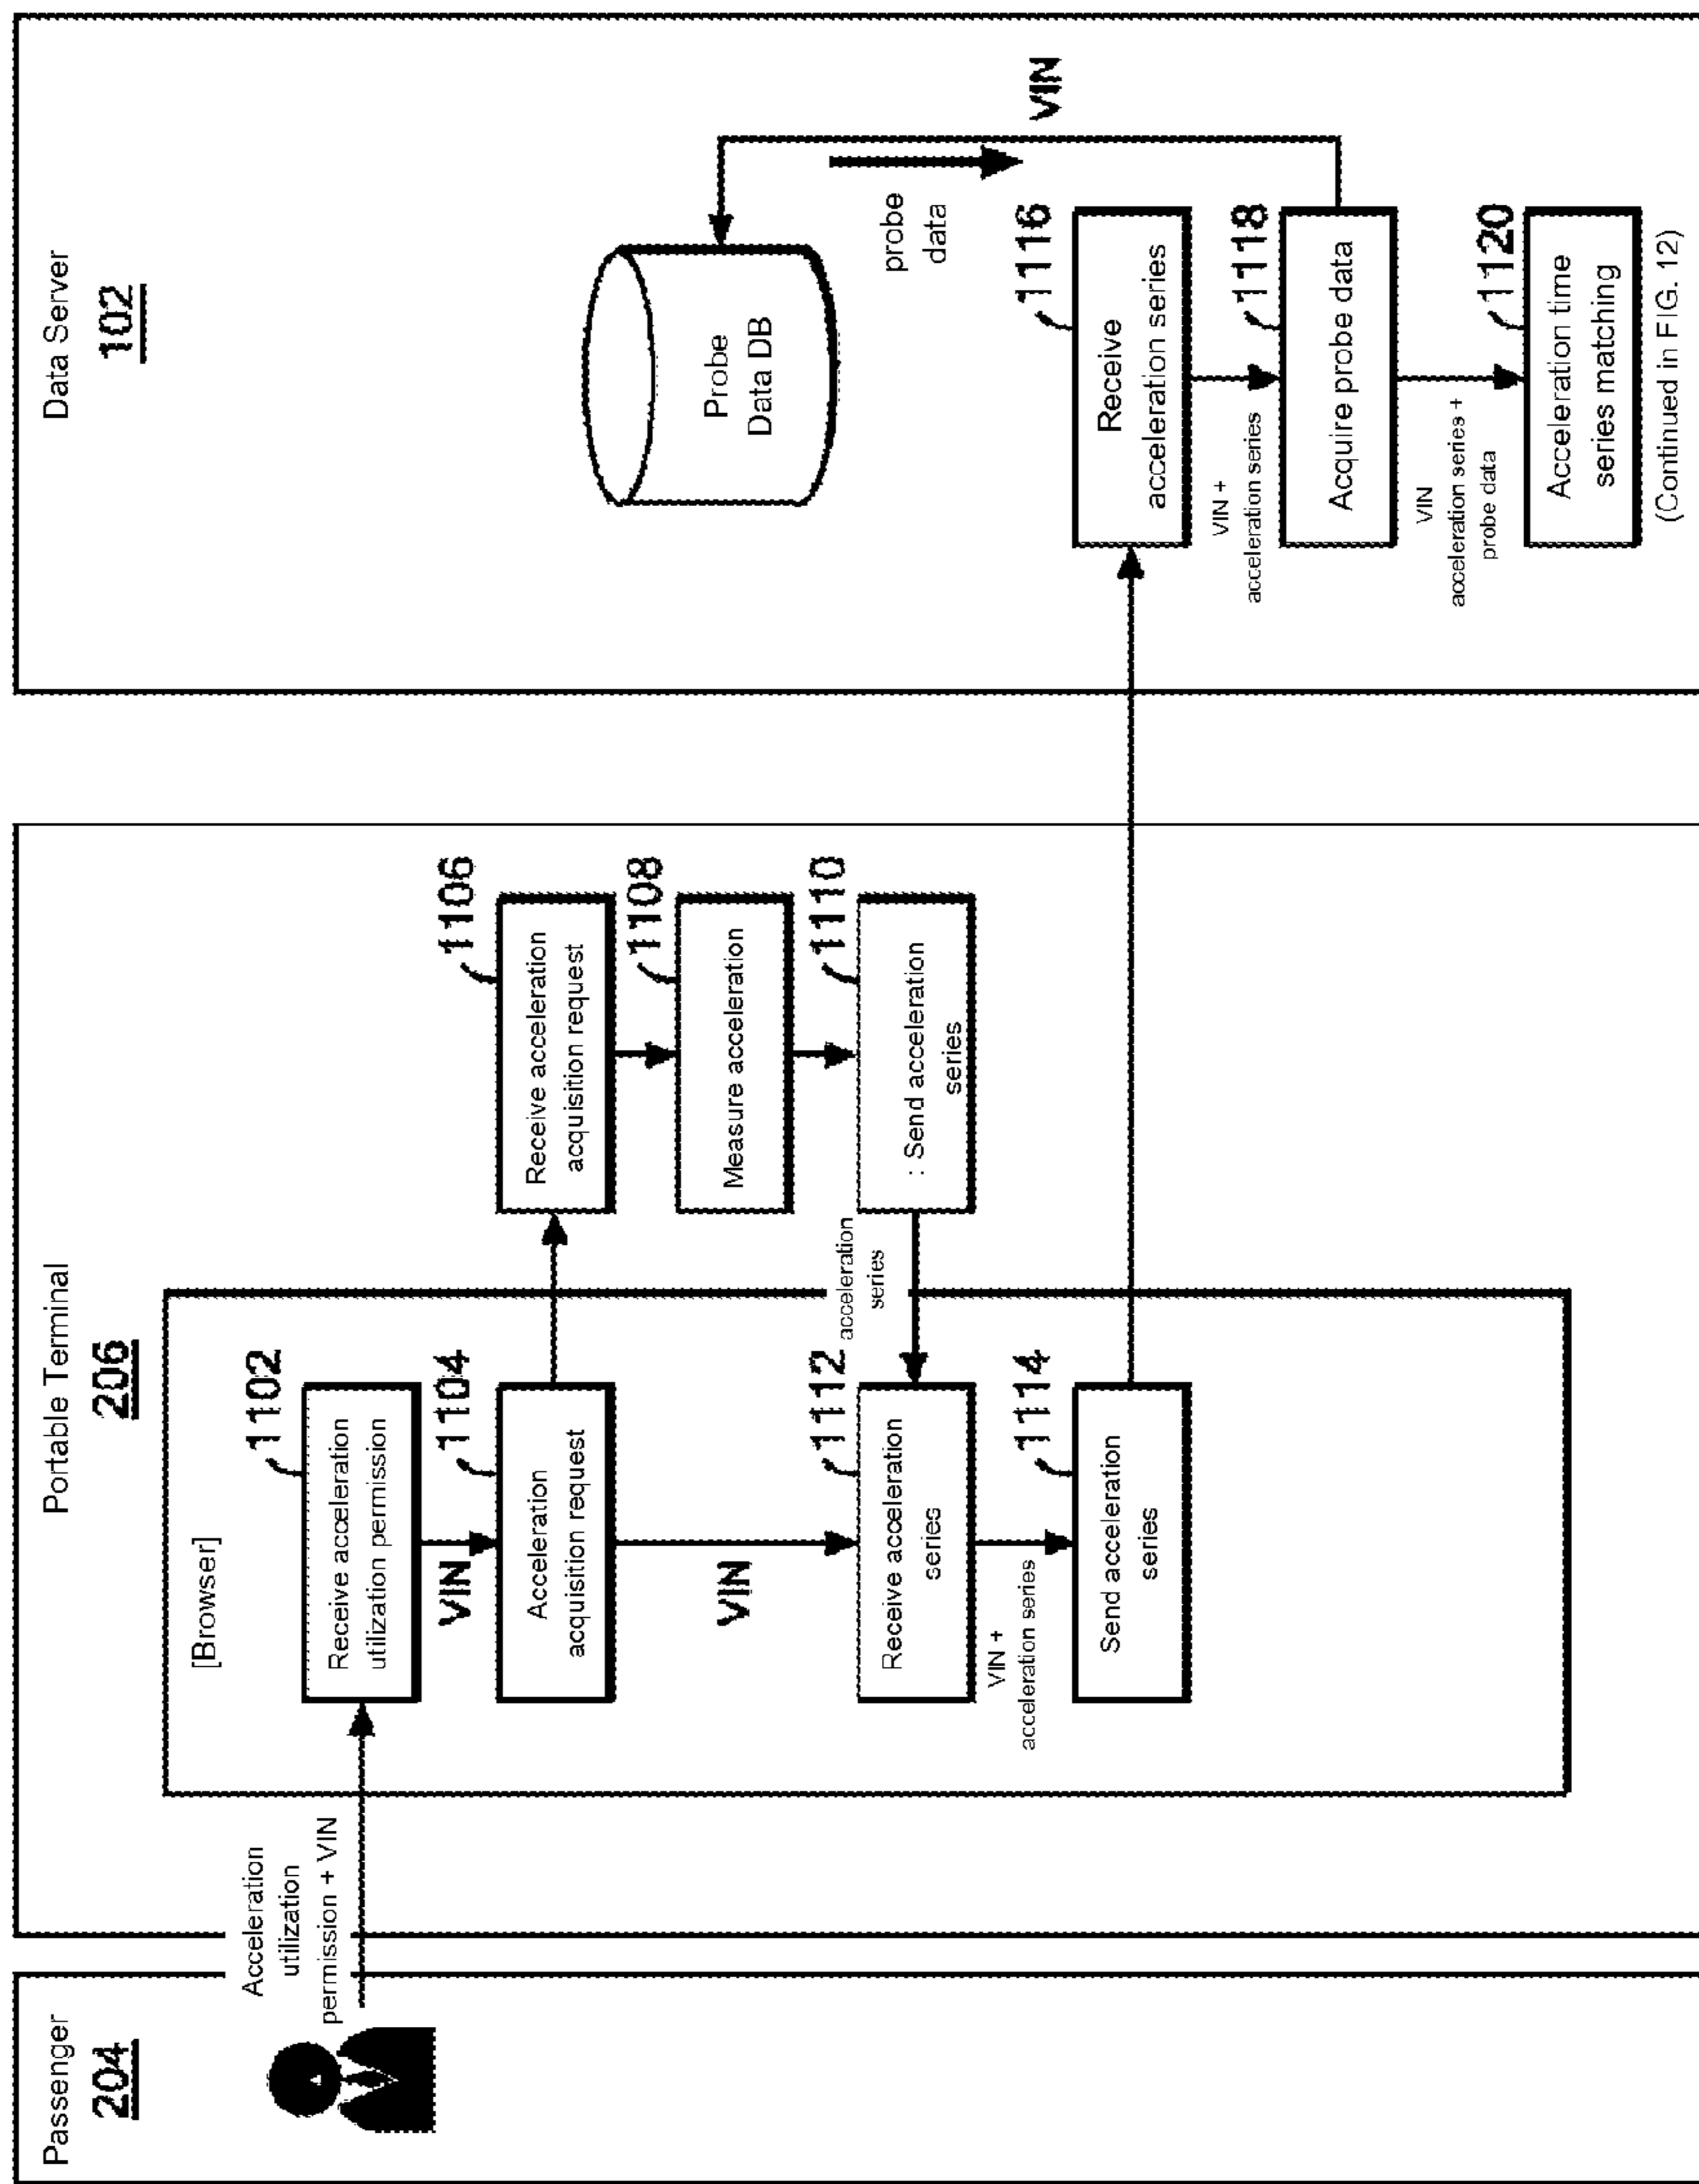 Passenger
204
Acceleration
utilization
permission + VIN
Portable Terminal
206
[Browser]
1102
Receive acceleration
utilization permission
VIN
1104
Acceleration
acquisition request
VIN
1106
Receive acceleration
acquisition request
1108
Measure acceleration
1110
: Send acceleration
series
acceleration
series
1112
Receive acceleration
series
VIN +
acceleration series
1114
Send acceleration
series
Data Server
102
Probe
Data DB
probe
data
VIN
1116
Receive
acceleration series
VIN +
acceleration series
1118
Acquire probe data
VIN
acceleration series +
probe data
1120
Acceleration time
series matching
(Continued in FIG. 12)